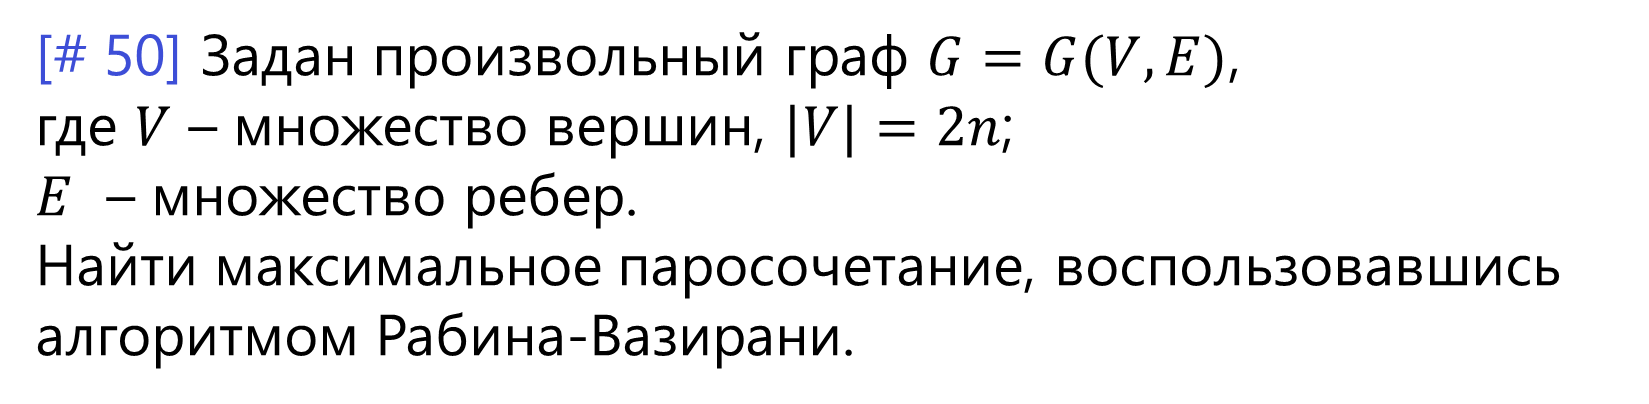 [# 50] Задан произвольный граф G = G(V, E),
где V – множество вершин, |V| = 2n;
E – множество ребер.
Найти максимальное паросочетание, воспользовавшись
алгоритмом Рабина-Вазирани.